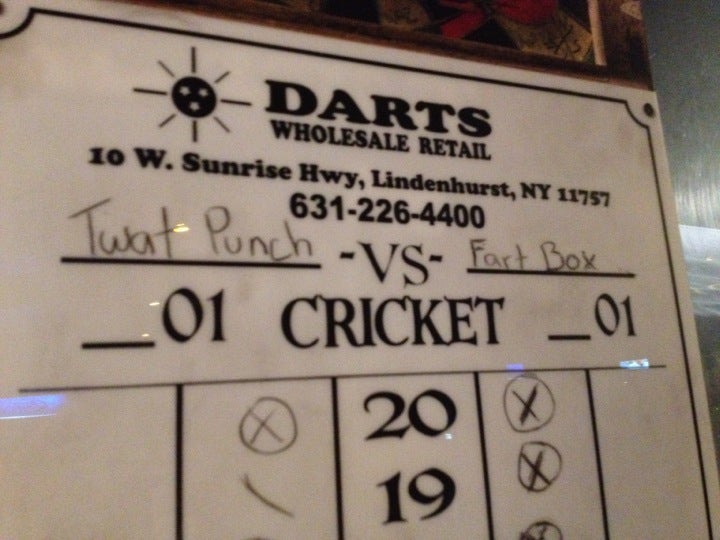 DARTS
WHOLESALE RETAIL
10 W. Sunrise Hwy, Lindenhurst, NY 11757
631-226-4400
Twat Punch -VS- Fart Box
_01 CRICKET _01
20
19